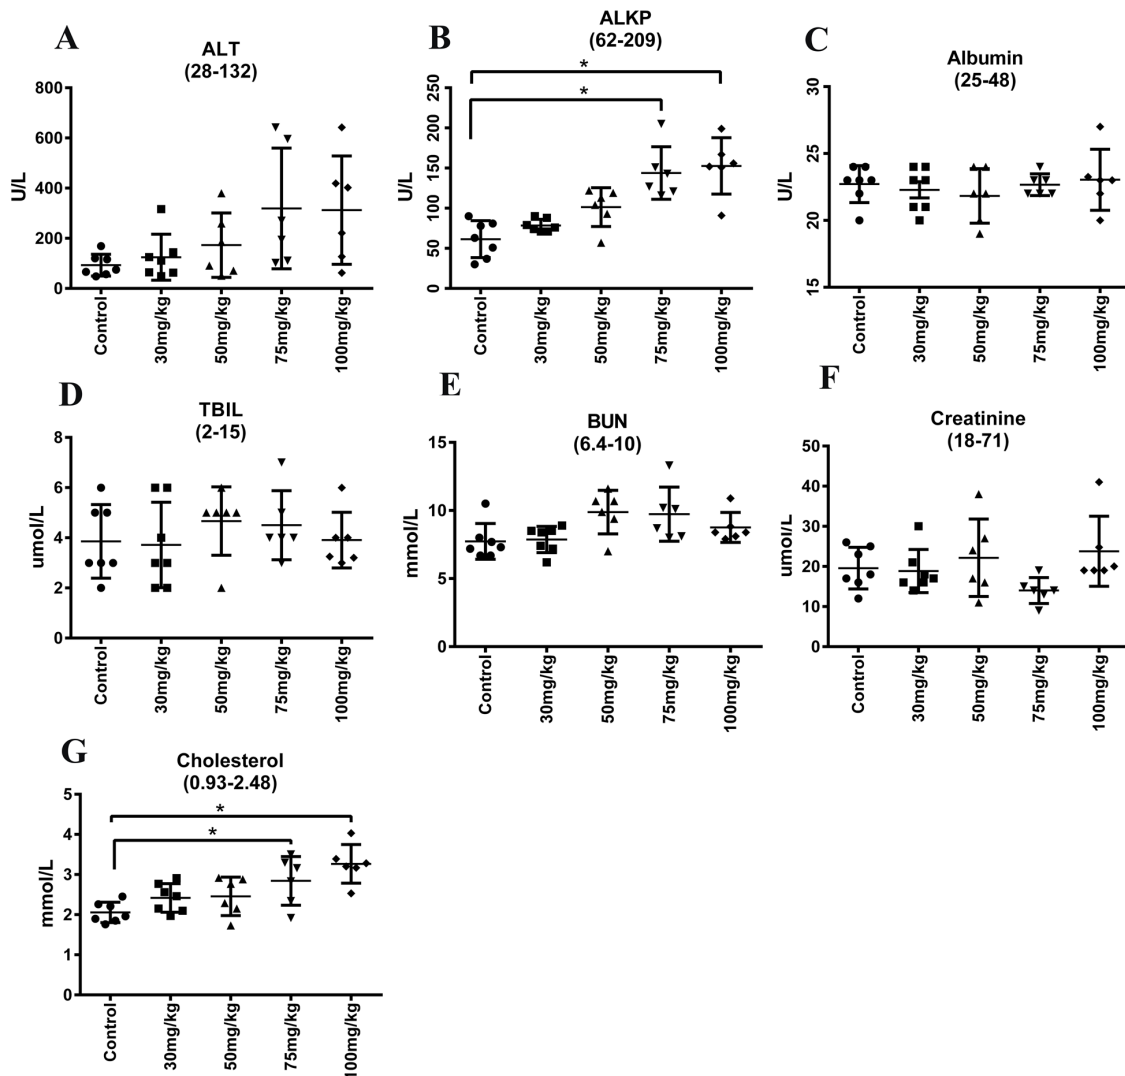 A
ALT
(28-132)
800
600
400
200
0
U/L
Control
30mg/kg
50mg/kg
75mg/kg
100mg/kg
B
ALKP
(62-209)
*
*
250
200
150
100
50
0
U/L
Control
30mg/kg
50mg/kg
75mg/kg
100mg/kg
C
Albumin
(25-48)
30
25
20
15
U/L
Control
30mg/kg
50mg/kg
75mg/kg
100mg/kg
D
TBIL
(2-15)
8
6
4
2
0
umol/L
Control
30mg/kg
50mg/kg
75mg/kg
100mg/kg
E
BUN
(6.4-10)
15
10
5
0
mmol/L
Control
30mg/kg
50mg/kg
75mg/kg
100mg/kg
F
Creatinine
(18-71)
50
40
30
20
10
0
umol/L
Control
30mg/kg
50mg/kg
75mg/kg
100mg/kg
G
Cholesterol
(0.93-2.48)
*
*
5
4
3
2
1
0
mmol/L
Control
30mg/kg
50mg/kg
75mg/kg
100mg/kg